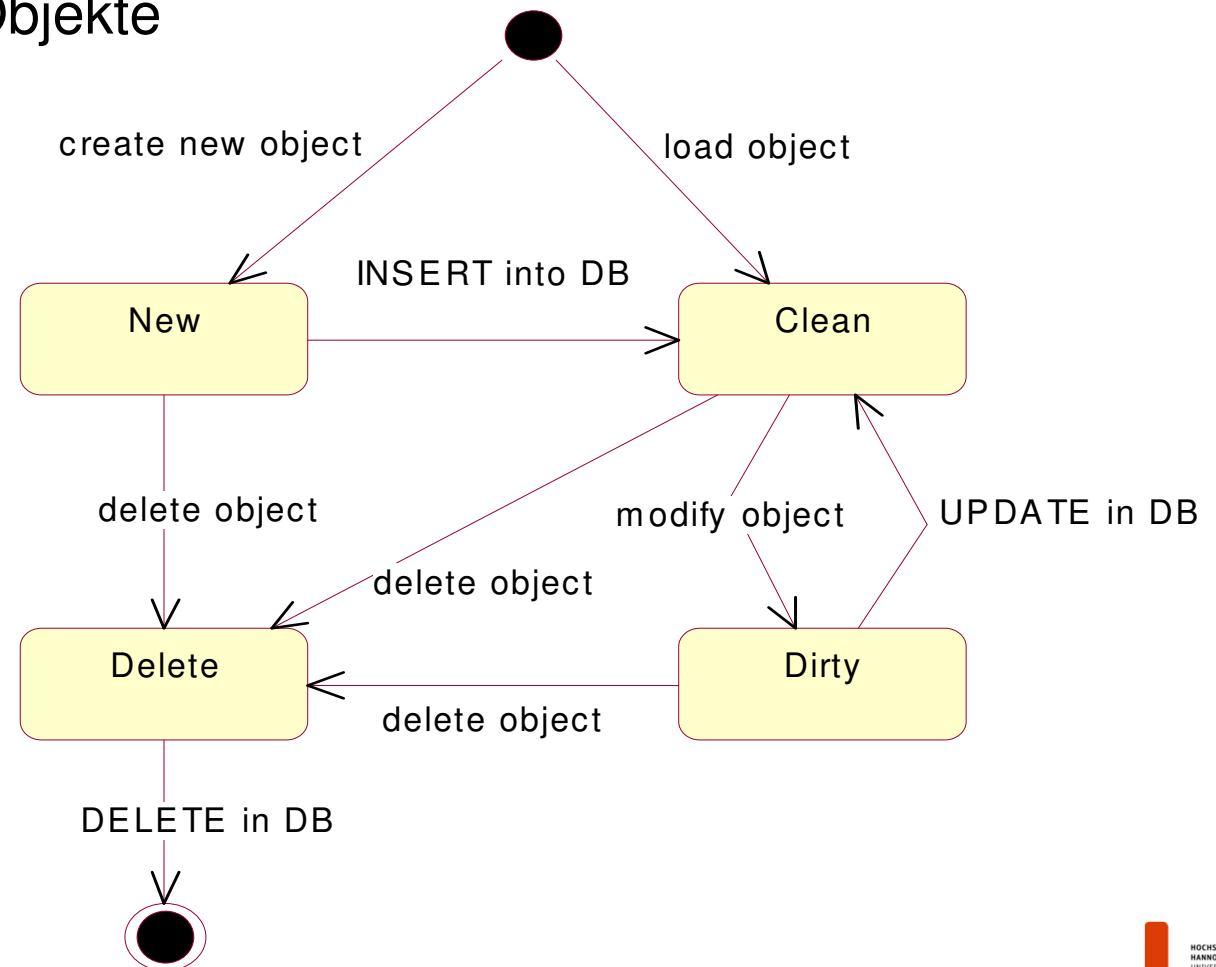 Objekte
create new object
load object
INSERT into DB
New
Clean
delete object
modify object
UPDATE in DB
delete object
Delete
Dirty
delete object
DELETE in DB